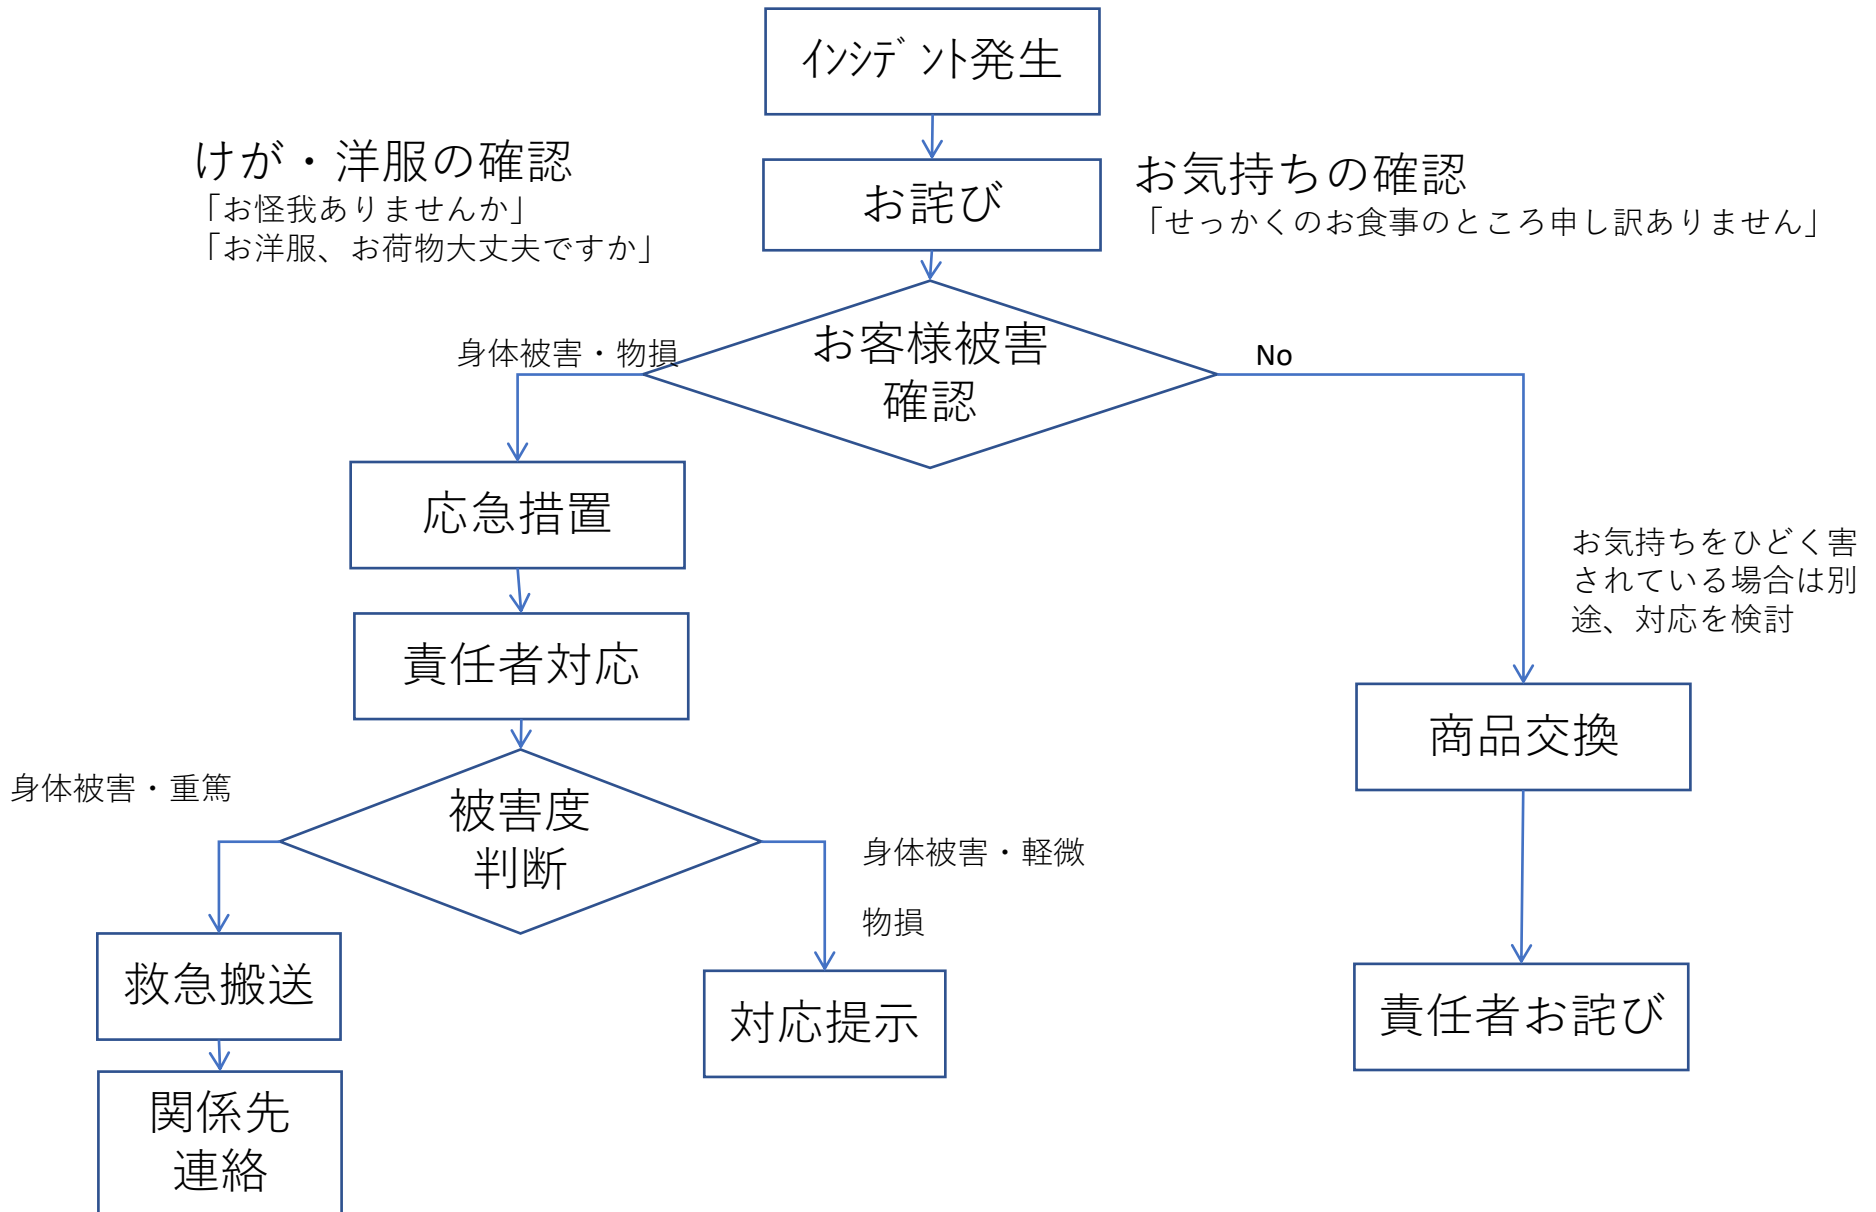 ｲﾝｼﾃﾞﾝﾄ発生
けが・洋服の確認
「お怪我ありませんか」
「お洋服、お荷物大丈夫ですか」
お詫び
お気持ちの確認
「せっかくのお食事のところ申し訳ありません」
お客様被害
確認
身体被害・物損
No
応急措置
お気持ちをひどく害
されている場合は別
途、対応を検討
責任者対応
商品交換
被害度
判断
身体被害・重篤
身体被害・軽微
物損
救急搬送
対応提示
責任者お詫び
関係先
連絡